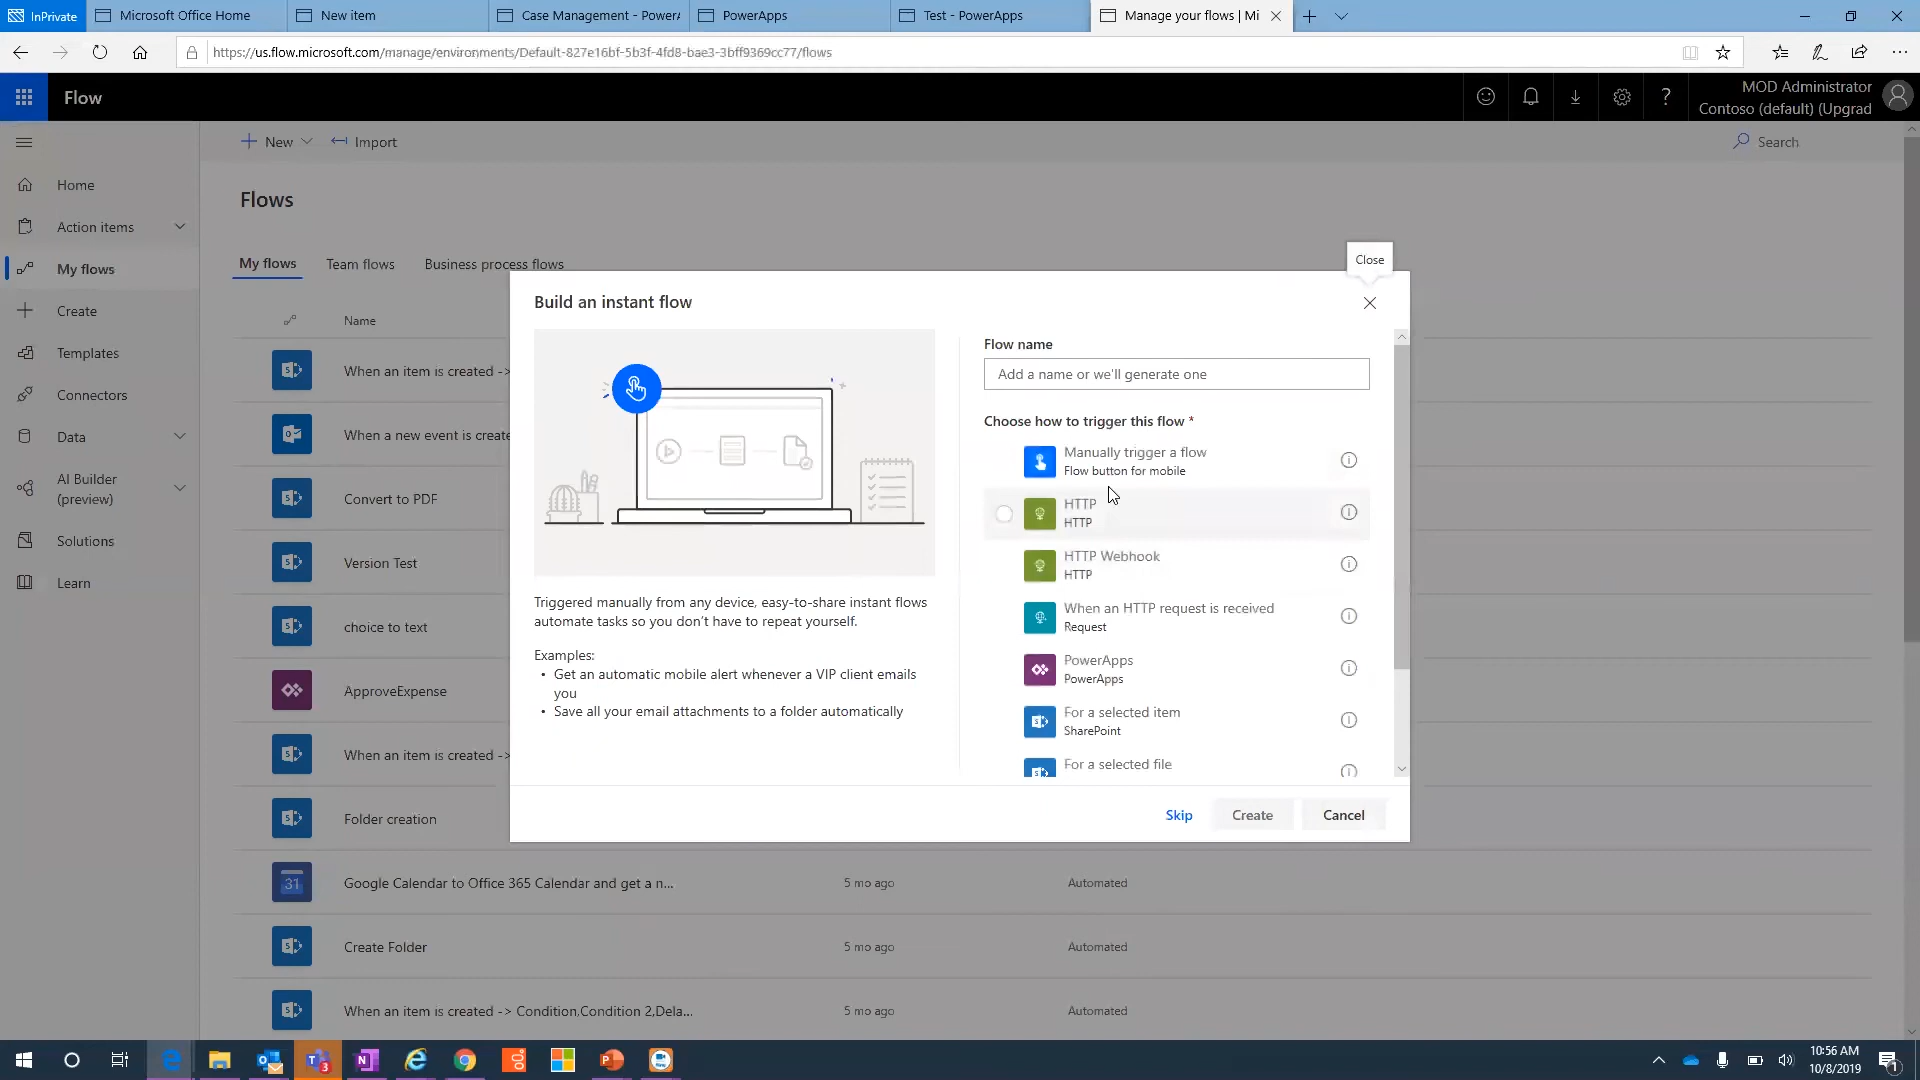 InPrivate
Microsoft Office Home
New item
Case Management - PowerA
PowerApps
Test - PowerApps
Manage your flows | Mi
https://us.flow.microsoft.com/manage/environments/Default-827e16bf-5b3f-4fd8-bae3-3bff9369cc77/flows
Flow
MOD Administrator
Contoso (default) (Upgrad
New
Import
Search
Home
Action items
My flows
Create
Templates
Connectors
Data
AI Builder
(preview)
Solutions
Learn
Flows
My flows
Team flows
Business process flows
Name
When an item is created ->
When a new event is create
Convert to PDF
Version Test
choice to text
ApproveExpense
When an item is created ->
Folder creation
31
Google Calendar to Office 365 Calendar and get a n...
5 mo ago
Automated
Create Folder
5 mo ago
Automated
When an item is created -> Condition,Condition 2,Dela...
5 mo ago
Automated
Close
Build an instant flow
Triggered manually from any device, easy-to-share instant flows
automate tasks so you don't have to repeat yourself.
Examples:
• Get an automatic mobile alert whenever a VIP client emails
you
• Save all your email attachments to a folder automatically
Flow name
Add a name or we'll generate one
Choose how to trigger this flow *
Manually trigger a flow
Flow button for mobile
HTTP
HTTP
HTTP Webhook
HTTP
When an HTTP request is received
Request
PowerApps
PowerApps
For a selected item
SharePoint
For a selected file
Skip
Create
Cancel
3
10:56 AM
10/8/2019
1